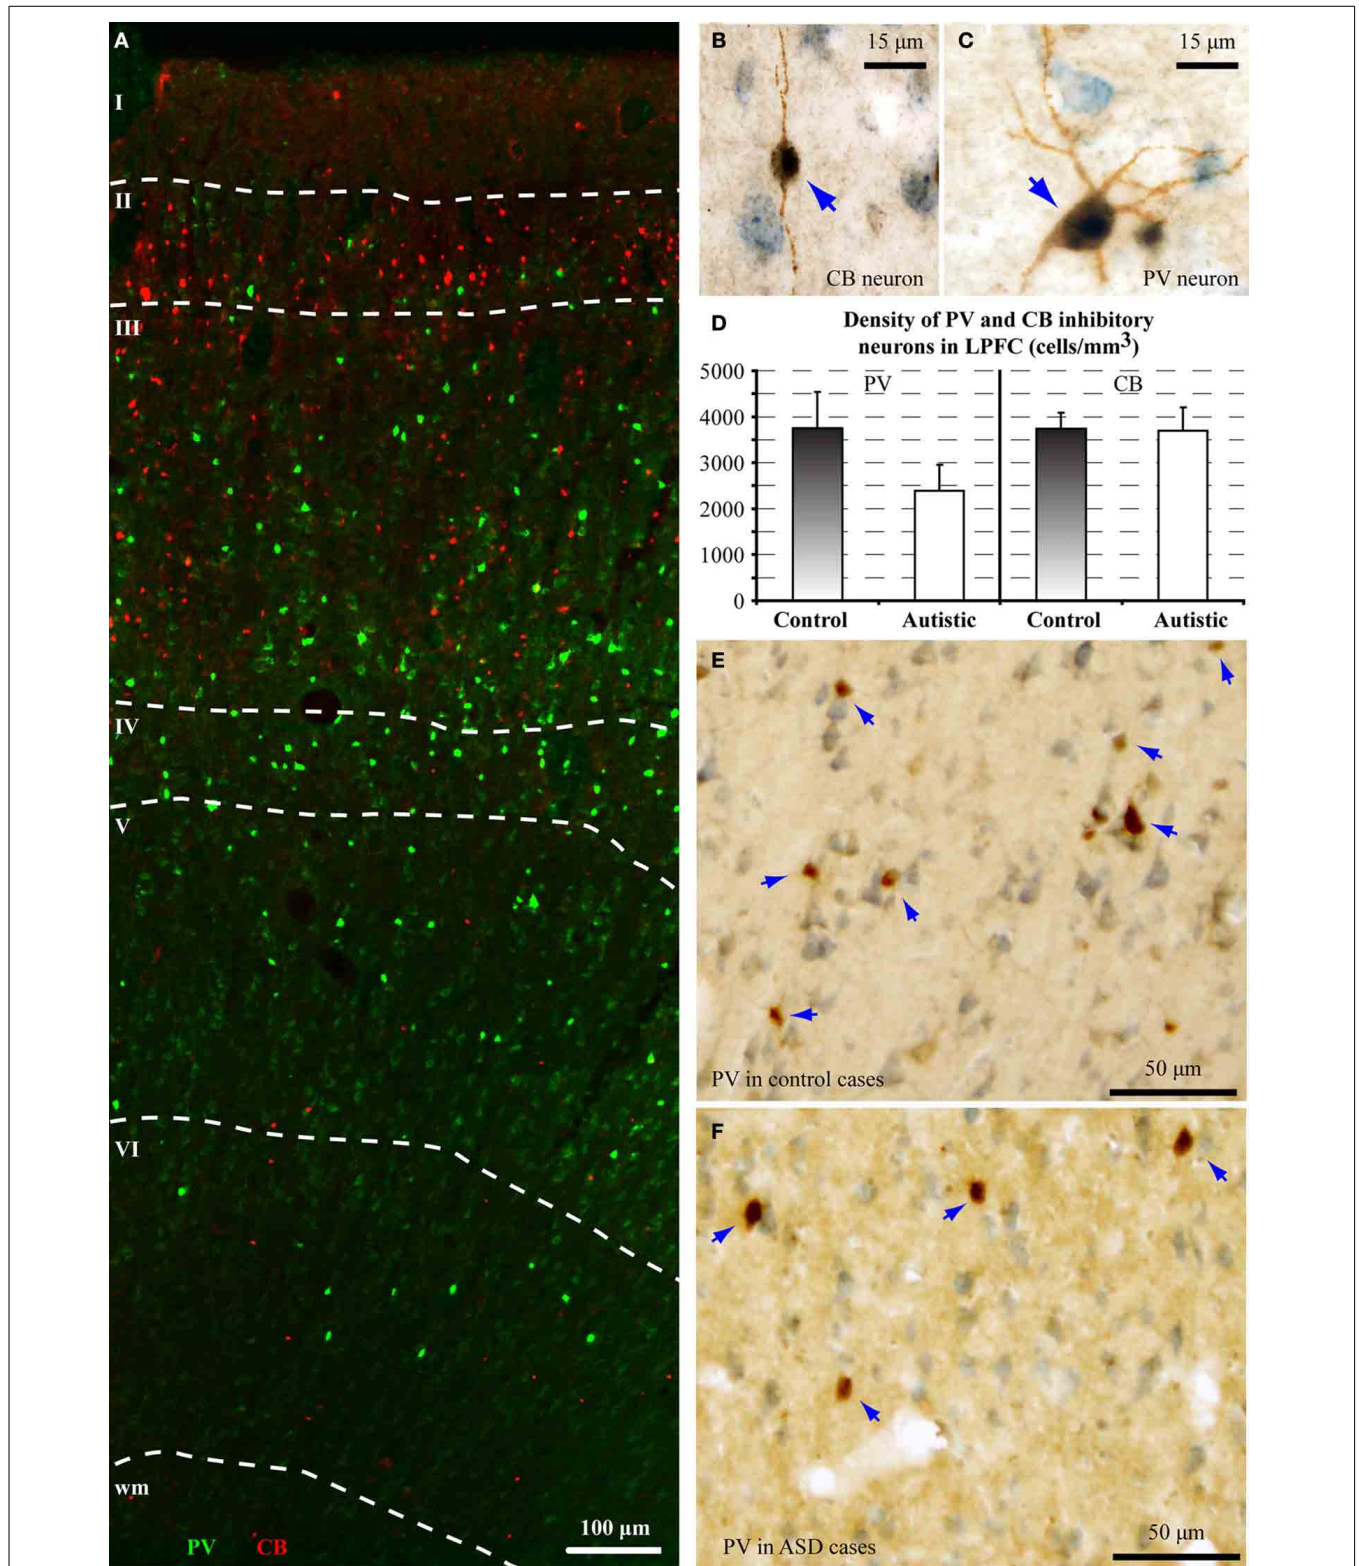 A
I
II
III
IV
V
VI
wm
PV CB
100 µm
B
15 µm
CB neuron
C
15 µm
PV neuron
D
Density of PV and CB inhibitory
neurons in LPFC (cells/mm3)
PV CB
5000
4000
3000
2000
1000
0
Control Autistic Control Autistic
E
PV in control cases
50 µm
F
PV in ASD cases
50 µm